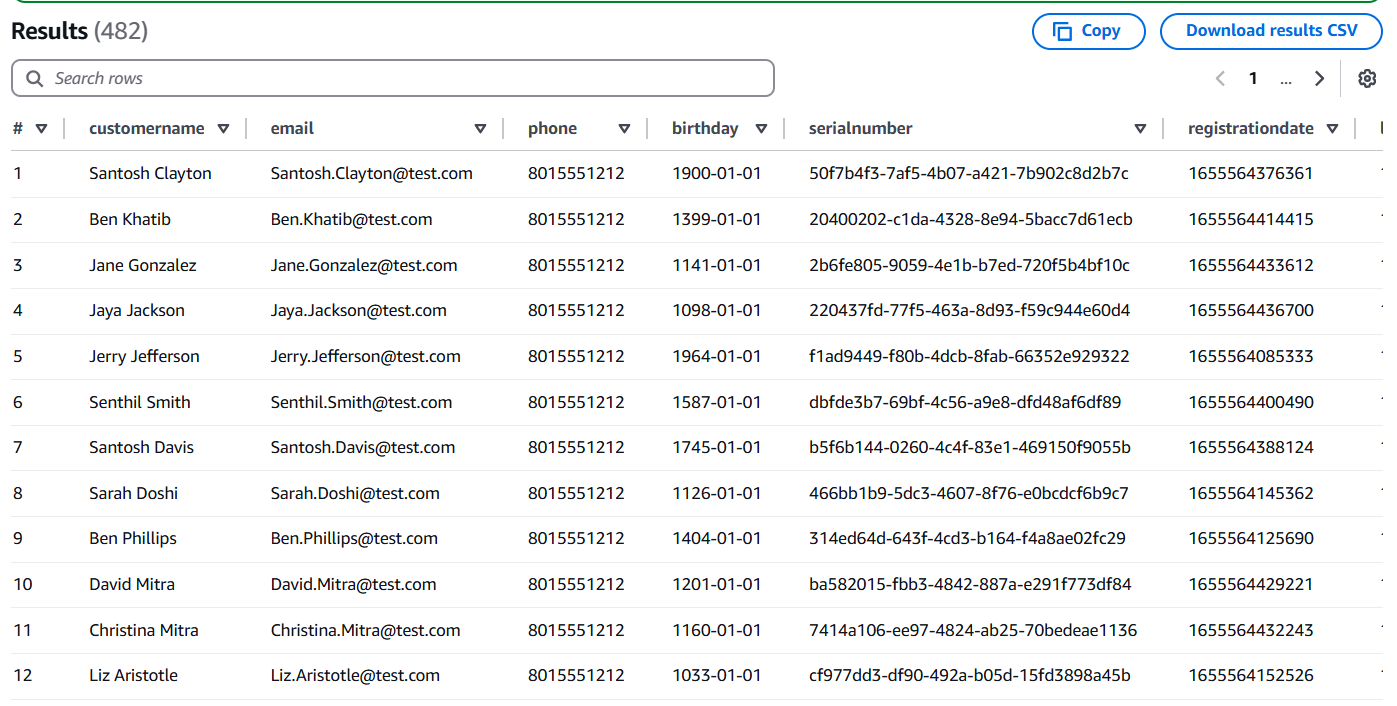 Results (482) Copy Download results CSV
Search rows 1 ...
# customername email phone birthday serialnumber registrationdate
1 Santosh Clayton Santosh.Clayton@test.com 8015551212 1900-01-01 50f7b4f3-7af5-4b07-a421-7b902c8d2b7c 1655564376361
2 Ben Khatib Ben.Khatib@test.com 8015551212 1399-01-01 20400202-c1da-4328-8e94-5bacc7d61ecb 1655564414415
3 Jane Gonzalez Jane.Gonzalez@test.com 8015551212 1141-01-01 2b6fe805-9059-4e1b-b7ed-720f5b4bf10c 1655564433612
4 Jaya Jackson Jaya.Jackson@test.com 8015551212 1098-01-01 220437fd-77f5-463a-8d93-f59c944e60d4 1655564436700
5 Jerry Jefferson Jerry.Jefferson@test.com 8015551212 1964-01-01 f1ad9449-f80b-4dcb-8fab-66352e929322 1655564085333
6 Senthil Smith Senthil.Smith@test.com 8015551212 1587-01-01 dbfde3b7-69bf-4c56-a9e8-dfd48af6df89 1655564400490
7 Santosh Davis Santosh.Davis@test.com 8015551212 1745-01-01 b5f6b144-0260-4c4f-83e1-469150f9055b 1655564388124
8 Sarah Doshi Sarah.Doshi@test.com 8015551212 1126-01-01 466bb1b9-5dc3-4607-8f76-e0bcdcf6b9c7 1655564145362
9 Ben Phillips Ben.Phillips@test.com 8015551212 1404-01-01 314ed64d-643f-4cd3-b164-f4a8ae02fc29 1655564125690
10 David Mitra David.Mitra@test.com 8015551212 1201-01-01 ba582015-fbb3-4842-887a-e291f773df84 1655564429221
11 Christina Mitra Christina.Mitra@test.com 8015551212 1160-01-01 7414a106-ee97-4824-ab25-70bedeae1136 1655564432243
12 Liz Aristotle Liz.Aristotle@test.com 8015551212 1033-01-01 cf977dd3-df90-492a-b05d-15fd3898a45b 1655564152526